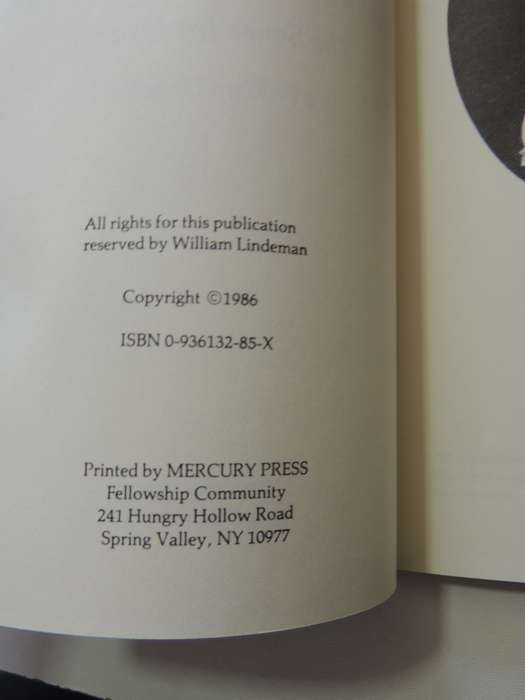 All rights for this publication
reserved by William Lindeman
Copyright ©1986
ISBN 0-936132-85-X
Printed by MERCURY PRESS
Fellowship Community
241 Hungry Hollow Road
Spring Valley, NY 10977